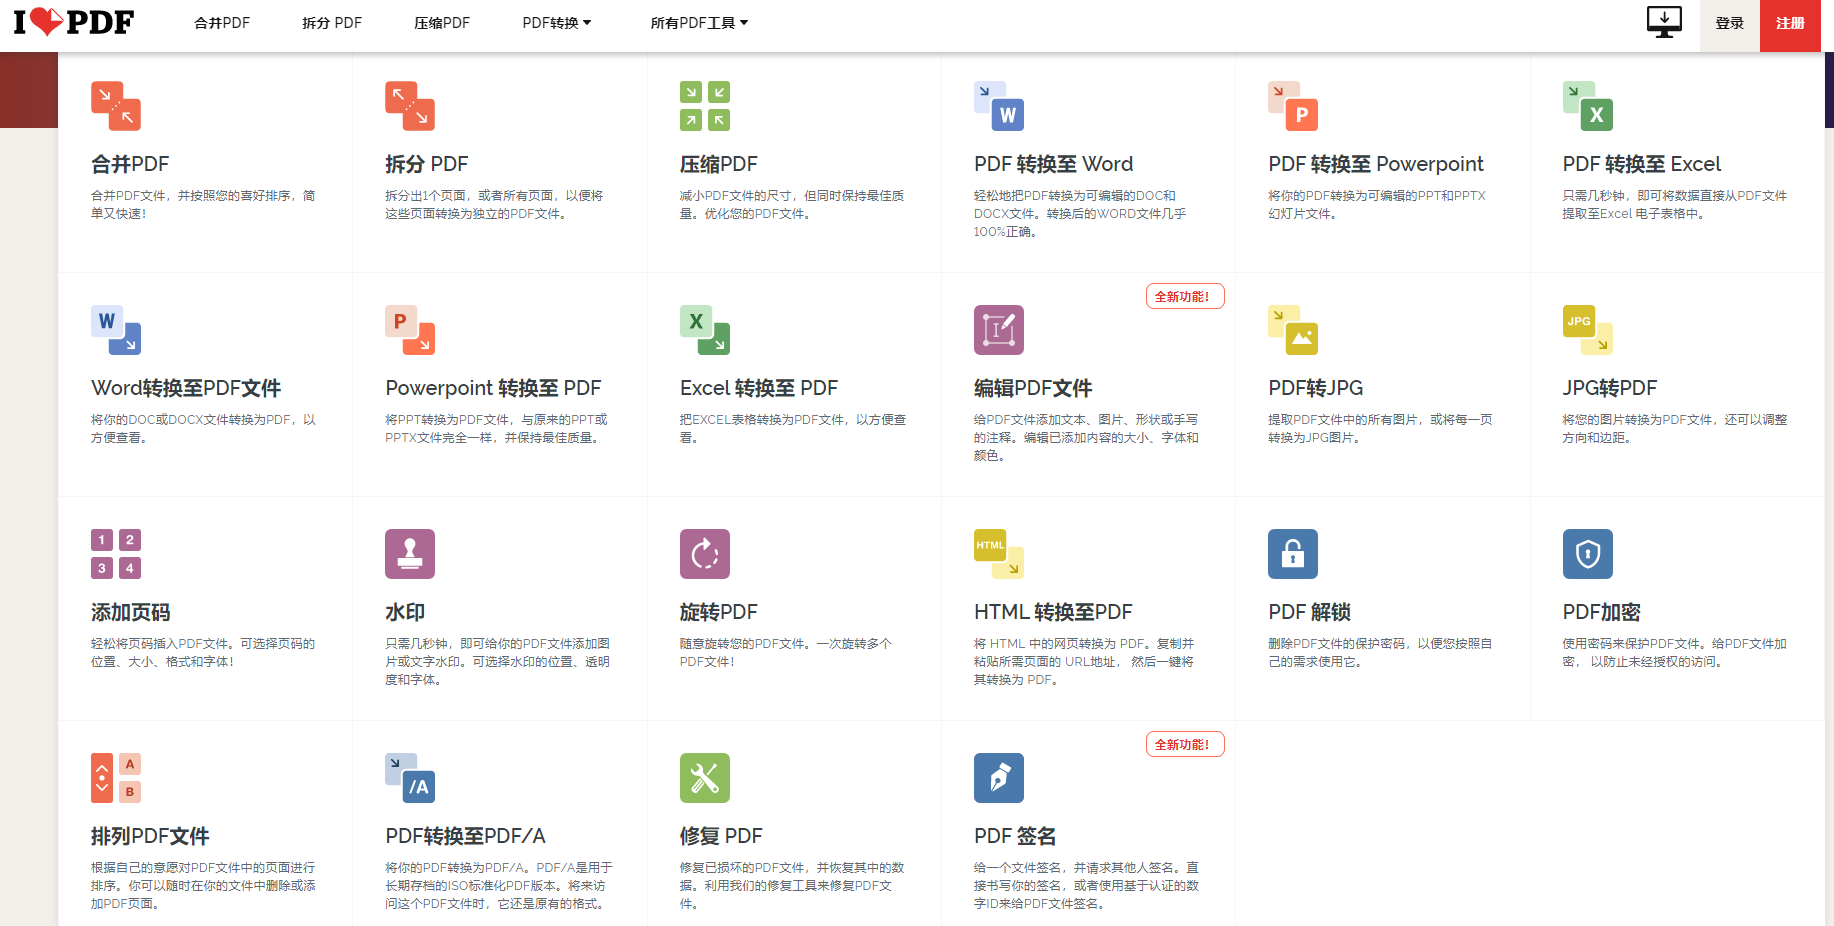 I PDF 合并PDF 拆分 PDF 压缩PDF PDF转换 所有PDF工具 登录 注册
W P X
合并PDF
合并PDF文件，并按照您的喜好排序，简
单又快速！
拆分 PDF
拆分出1个页面，或者所有页面，以便将
这些页面转换为独立的PDF文件。
压缩PDF
减小PDF文件的尺寸，但同时保持最佳质
量。优化您的PDF文件。
PDF 转换至 Word
轻松地把PDF转换为可编辑的DOC和
DOCX文件。转换后的WORD文件几乎
100%正确。
PDF 转换至 Powerpoint
将你的PDF转换为可编辑的PPT和PPTX
幻灯片文件。
PDF 转换至 Excel
只需几秒钟，即可将数据直接从PDF文件
提取至Excel 电子表格中。
W
Word转换至PDF文件
将你的DOC或DOCX文件转换为PDF，以
方便查看。
P
Powerpoint 转换至 PDF
将PPT转换为PDF文件，与原来的PPT或
PPTX文件完全一样，并保持最佳质量。
X
Excel 转换至 PDF
把EXCEL表格转换为PDF文件，以方便查
看。
全新功能！
I
编辑PDF文件
给PDF文件添加文本、图片、形状或手写
的注释。编辑已添加内容的大小、字体和
颜色。
PDF转JPG
提取PDF文件中的所有图片，或将每一页
转换为JPG图片。
JPG
JPG转PDF
将您的图片转换为PDF文件，还可以调整
方向和边距。
1 2
3 4
添加页码
轻松将页码插入PDF文件。可选择页码的
位置、大小、格式和字体！
水印
只需几秒钟，即可给你的PDF文件添加图
片或文字水印。可选择水印的位置、透明
度和字体。
旋转PDF
随意旋转您的PDF文件。一次旋转多个
PDF文件！
HTML
HTML 转换至PDF
将 HTML 中的网页转换为 PDF。复制并
粘贴所需页面的 URL地址， 然后一键将
其转换为 PDF。
PDF 解锁
删除PDF文件的保护密码，以便您按照自
己的需求使用它。
PDF加密
使用密码来保护PDF文件。给PDF文件加
密， 以防止未经授权的访问。
A
B
排列PDF文件
根据自己的意愿对PDF文件中的页面进行
排序。你可以随时在你的文件中删除或添
加PDF页面。
/A
PDF转换至PDF/A
将你的PDF转换为PDF/A。PDF/A是用于
长期存档的ISO标准化PDF版本。将来访
问这个PDF文件时，它还是原有的格式。
修复 PDF
修复已损坏的PDF文件，并恢复其中的数
据。利用我们的修复工具来修复PDF文
件。
全新功能！
PDF 签名
给一个文件签名，并请求其他人签名。直
接书写你的签名，或者使用基于认证的数
字ID来给PDF文件签名。